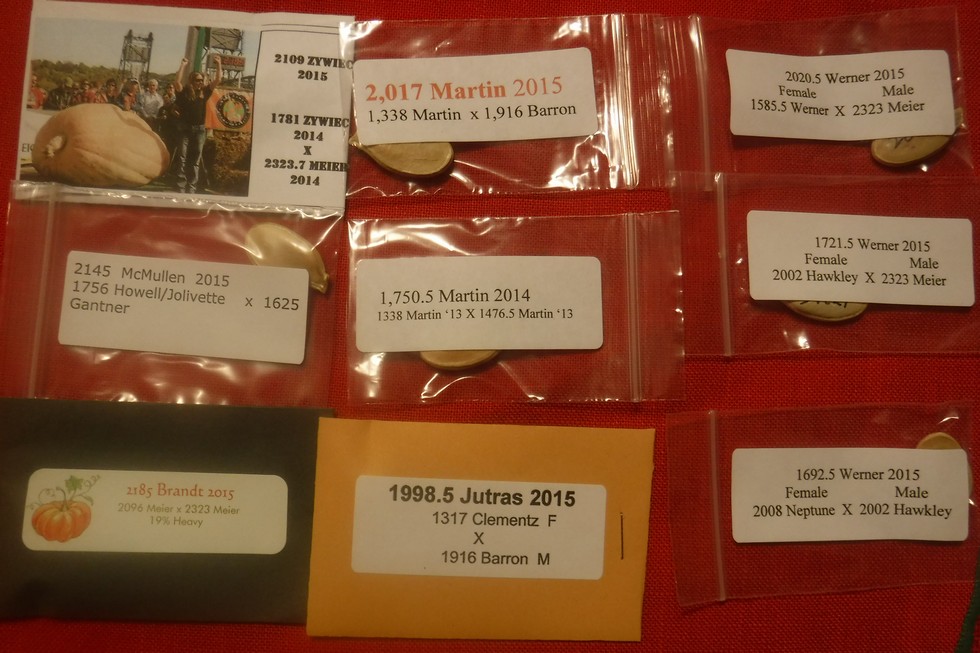 2109 ZYWIEC
2015
1781 ZYWIEC
2014
X
2323.7 MEIER
2014
2,017 Martin 2015
1,338 Martin x 1,916 Barron
2020.5 Werner 2015
Female Male
1585.5 Werner X 2323 Meier
2145 McMullen 2015
1756 Howell/Jolivette x 1625
Gantner
1,750.5 Martin 2014
1338 Martin ‘13 X 1476.5 Martin ‘13
1721.5 Werner 2015
Female Male
2002 Hawkley X 2323 Meier
2185 Brandt 2015
2096 Meier x 2323 Meier
19% Heavy
1998.5 Jutras 2015
1317 Clementz F
X
1916 Barron M
1692.5 Werner 2015
Female Male
2008 Neptune X 2002 Hawkley